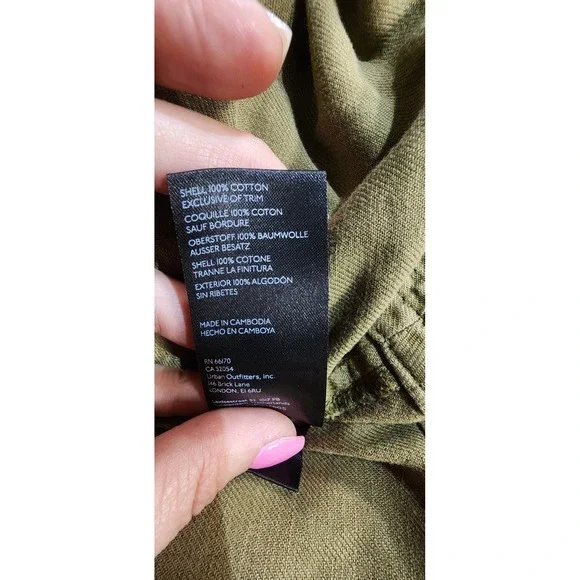 SHELL 100% COTTON
EXCLUSIVE OF TRIM
COQUILLE 100% COTON
SAUF BORDURE
OBERSTOFF 100% BAUMWOLLE
AUSSER BESATZ
SHELL 100% COTONE
TRANNE LA FINITURA
EXTERIOR 100% ALGODÓN
SIN RIBETES
MADE IN CAMBODIA
HECHO EN CAMBOYA
RN 66170
CA 32054
Urban Outfitters, Inc.
146 Brick Lane
LONDON, E1 6RU